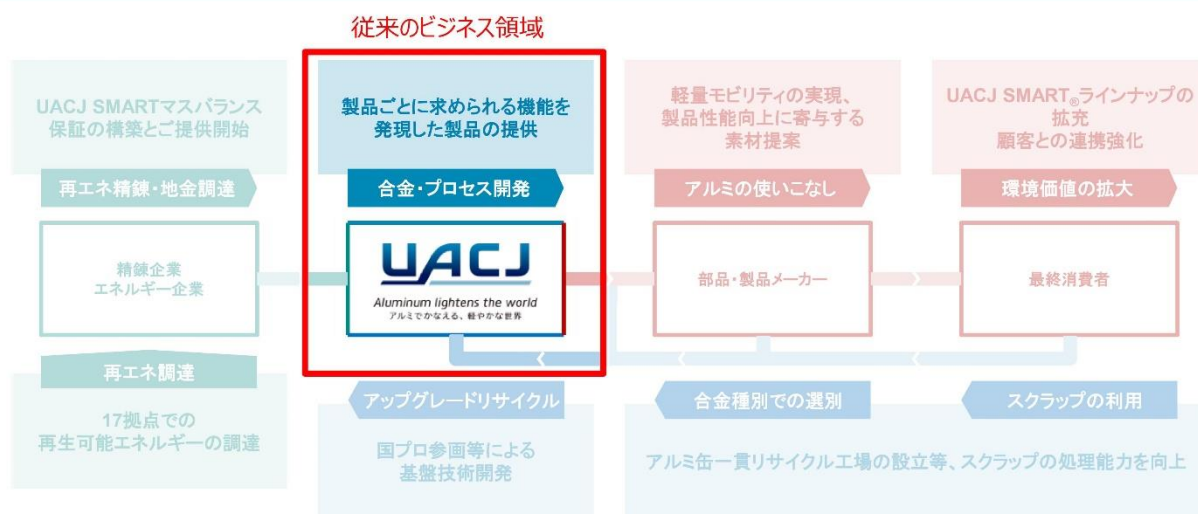 従来のビジネス領域
UACJ SMARTマスバランス
保証の構築とご提供開始
再エネ精錬・地金調達
精錬企業
エネルギー企業
再エネ調達
17拠点での
再生可能エネルギーの調達
製品ごとに求められる機能を
発現した製品の提供
合金・プロセス開発
UACJ
Aluminum lightens the world
アルミでかなえる、軽やかな世界
アップグレードリサイクル
国プロ参画等による
基盤技術開発
軽量モビリティの実現、
製品性能向上に寄与する
素材提案
アルミの使いこなし
部品・製品メーカー
合金種別での選別
UACJ SMART®ラインナップの
拡充
顧客との連携強化
環境価値の拡大
最終消費者
スクラップの利用
アルミ缶一貫リサイクル工場の設立等、スクラップの処理能力を向上